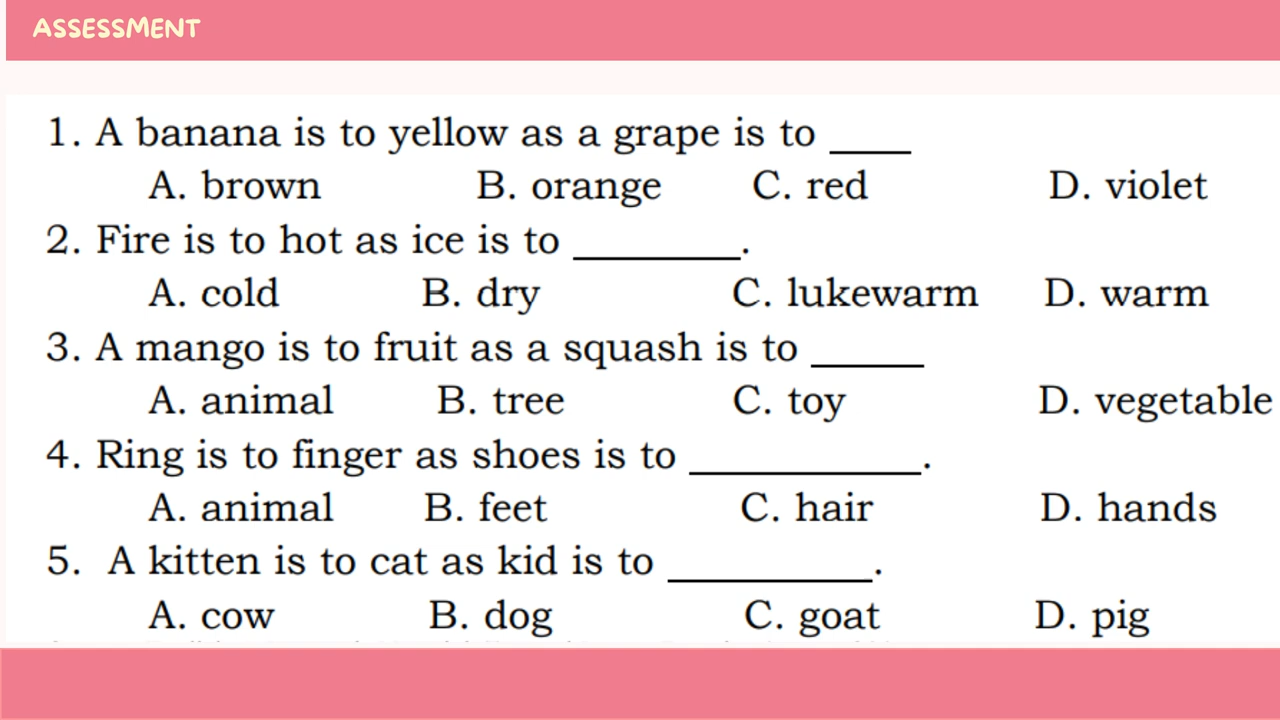 ASSESSMENT
1. A banana is to yellow as a grape is to ____
A. brown B. orange C. red D. violet
2. Fire is to hot as ice is to ________.
A. cold B. dry C. lukewarm D. warm
3. A mango is to fruit as a squash is to _____
A. animal B. tree C. toy D. vegetable
4. Ring is to finger as shoes is to ___________.
A. animal B. feet C. hair D. hands
5. A kitten is to cat as kid is to __________.
A. cow B. dog C. goat D. pig